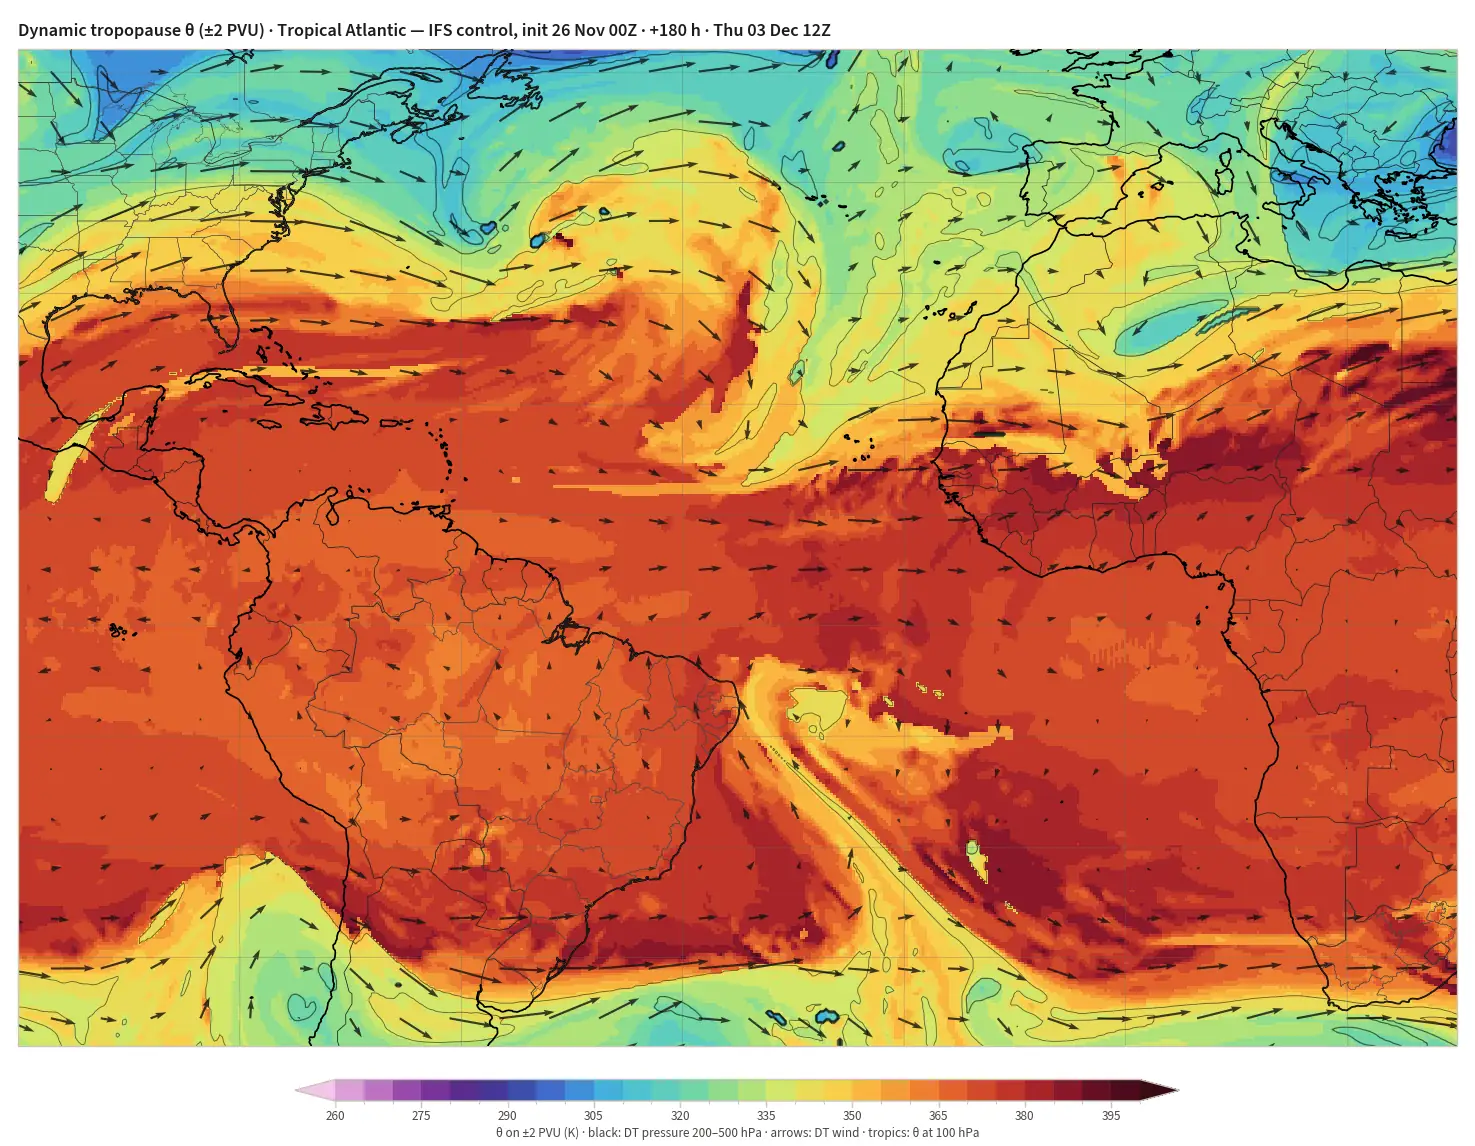 Dynamic tropopause θ (±2 PVU) · Tropical Atlantic — IFS control, init 26 Nov 00Z · +180 h · Thu 03 Dec 12Z
260 275 290 305 320 335 350 365 380 395
θ on ±2 PVU (K) · black: DT pressure 200–500 hPa · arrows: DT wind · tropics: θ at 100 hPa